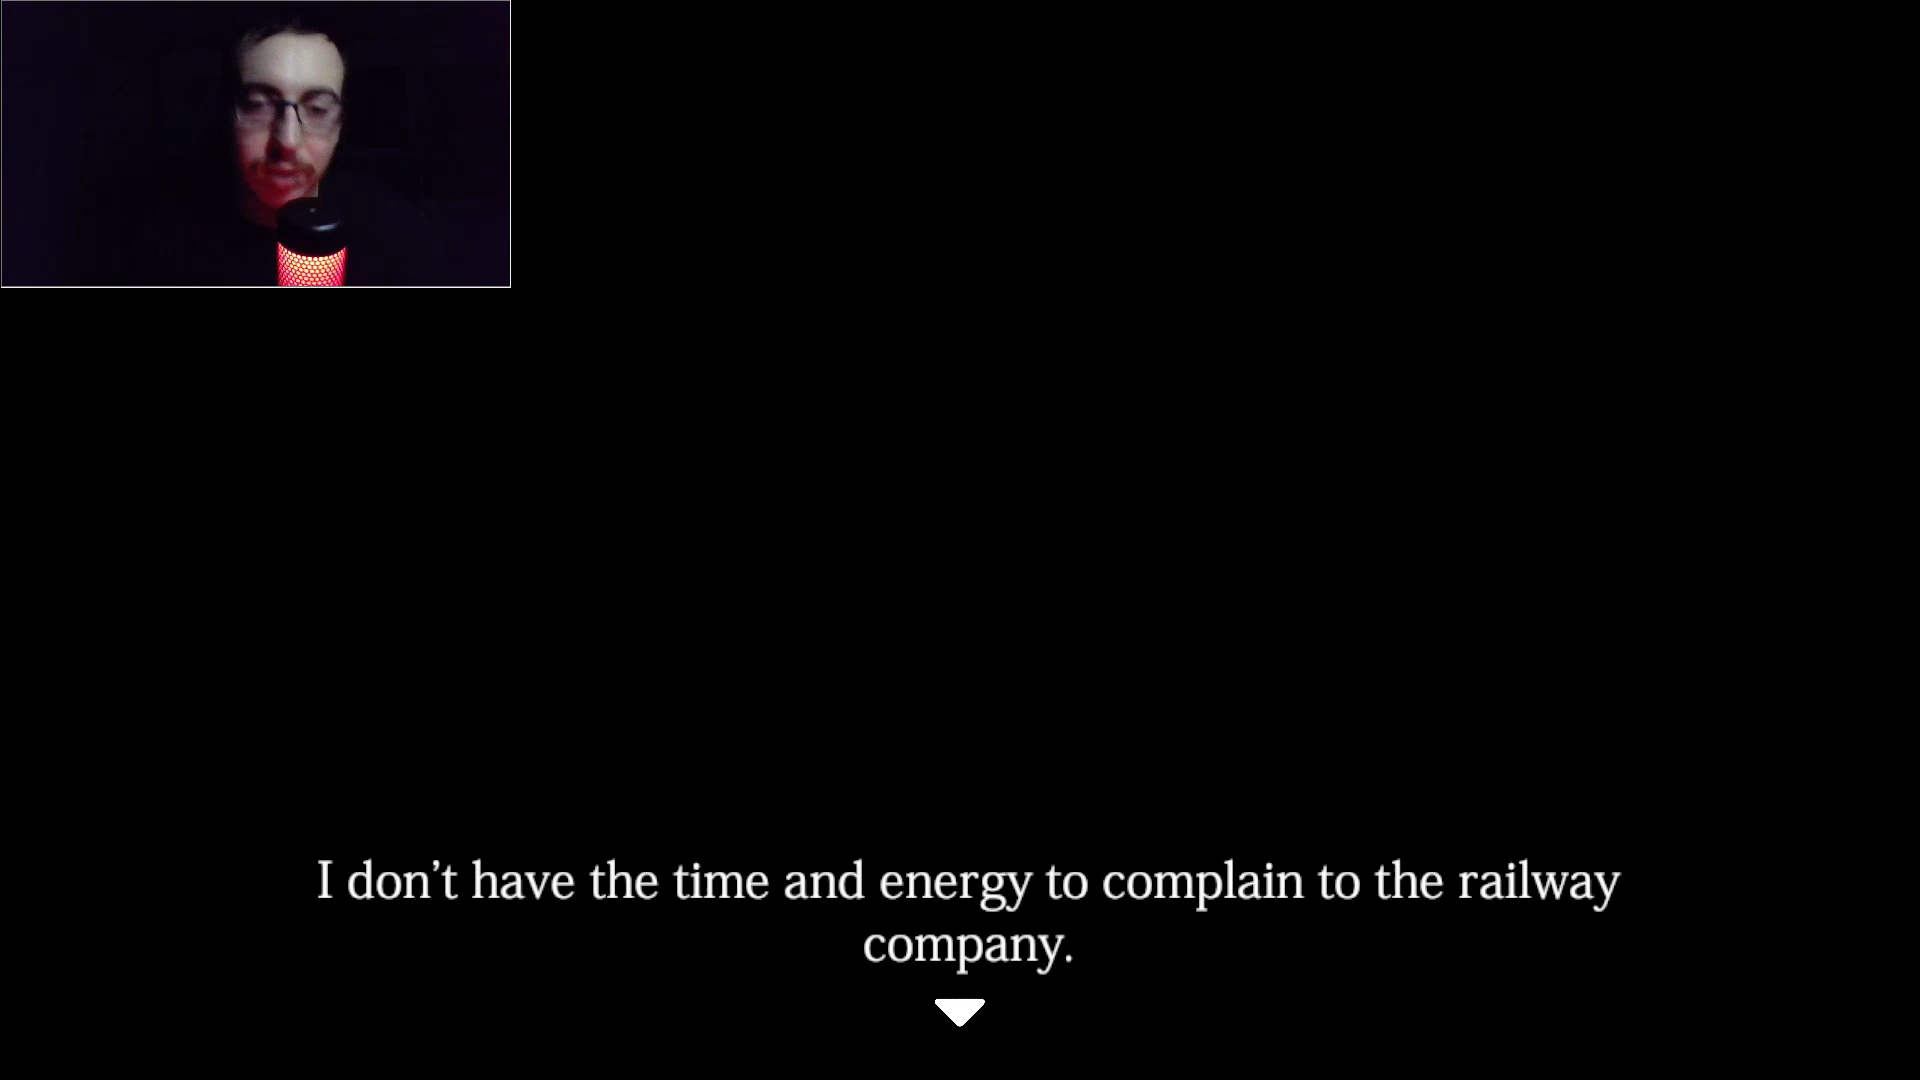 I don’t have the time and energy to complain to the railway
company.